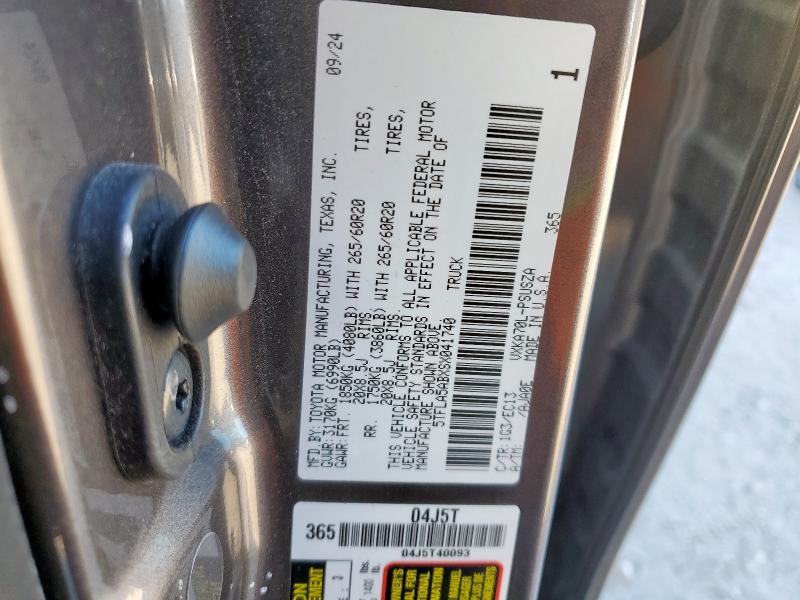 MFD.BY: TOYOTA MOTOR MANUFACTURING, TEXAS, INC. 09/24
GVWR: 3170KG (6990LB)
GAWR: FRT. 1850KG (4080LB) WITH 265/60R20 TIRES,
20X8.5J RIMS.
RR. 1750KG (3860LB) WITH 265/60R20 TIRES,
20X8.5J RIMS.
THIS VEHICLE CONFORMS TO ALL APPLICABLE FEDERAL MOTOR
VEHICLE SAFETY STANDARDS IN EFFECT ON THE DATE OF
MANUFACTURE SHOWN ABOVE.
5TFLA5ABXSX041740 TRUCK
365
1
C/TR: 1G3/EC13 VXKA70L-PSUSZA
A/TM: /AJA0E MADE IN U.S.A.
04J5T
365
04J5T40093